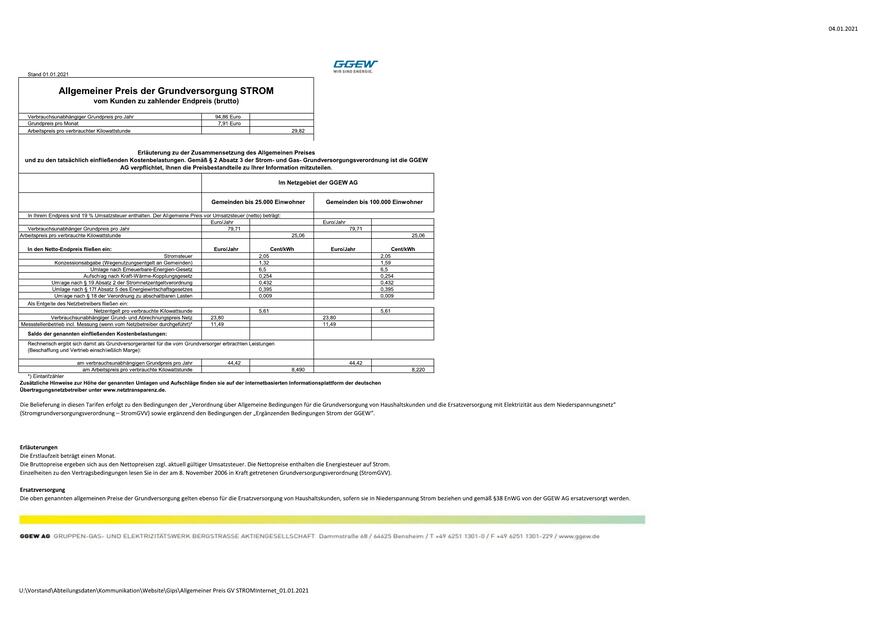 04.01.2021
GGEW
WIR SIND ENERGIE.
Stand 01.01.2021
Allgemeiner Preis der Grundversorgung STROM
vom Kunden zu zahlender Endpreis (brutto)
Verbrauchsunabhängiger Grundpreis pro Jahr 94,86 Euro
Grundpreis pro Monat 7,91 Euro
Arbeitspreis pro verbrauchter Kilowattstunde 29,82
Erläuterung zu der Zusammensetzung des Allgemeinen Preises
und zu den tatsächlich einfließenden Kostenbelastungen. Gemäß § 2 Absatz 3 der Strom- und Gas- Grundversorgungsverordnung ist die GGEW
AG verpflichtet, Ihnen die Preisbestandteile zu Ihrer Information mitzuteilen.
Im Netzgebiet der GGEW AG
Gemeinden bis 25.000 Einwohner Gemeinden bis 100.000 Einwohner
In Ihrem Endpreis sind 19 % Umsatzsteuer enthalten. Der Allgemeine Preis vor Umsatzsteuer (netto) beträgt:
Euro/Jahr Euro/Jahr
Verbrauchsunabhängiger Grundpreis pro Jahr 79,71 79,71
Arbeitspreis pro verbrauchte Kilowattstunde 25,06 25,06
In den Netto-Endpreis fließen ein: Euro/Jahr Cent/kWh Euro/Jahr Cent/kWh
Stromsteuer 2,05 2,05
Konzessionsabgabe (Wegenutzungsentgelt an Gemeinden) 1,32 1,59
Umlage nach Erneuerbare-Energien-Gesetz 6,5 6,5
Aufschlag nach Kraft-Wärme-Kopplungsgesetz 0,254 0,254
Umlage nach § 19 Absatz 2 der Stromnetzentgeltverordnung 0,432 0,432
Umlage nach § 17f Absatz 5 des Energiewirtschaftsgesetzes 0,395 0,395
Umlage nach § 18 der Verordnung zu abschaltbaren Lasten 0,009 0,009
Als Entgelte des Netzbetreibers fließen ein:
Netzentgelt pro verbrauchte Kilowattstunde 5,61 5,61
Verbrauchsunabhängiger Grund- und Abrechnungspreis Netz 23,80 23,80
Messstellenbetrieb incl. Messung (wenn vom Netzbetreiber durchgeführt)* 11,49 11,49
Saldo der genannten einfließenden Kostenbelastungen:
Rechnerisch ergibt sich damit als Grundversorgeranteil für die vom Grundversorger erbrachten Leistungen
(Beschaffung und Vertrieb einschließlich Marge):
am verbrauchsunabhängigen Grundpreis pro Jahr 44,42 44,42
am Arbeitspreis pro verbrauchte Kilowattstunde 8,490 8,220
*) Eintarifzähler
Zusätzliche Hinweise zur Höhe der genannten Umlagen und Aufschläge finden sie auf der internetbasierten Informationsplattform der deutschen
Übertragungsnetzbetreiber unter www.netztransparenz.de.
Die Belieferung in diesen Tarifen erfolgt zu den Bedingungen der „Verordnung über Allgemeine Bedingungen für die Grundversorgung von Haushaltskunden und die Ersatzversorgung mit Elektrizität aus dem Niederspannungsnetz"
(Stromgrundversorgungsverordnung – StromGVV) sowie ergänzend den Bedingungen der „Ergänzenden Bedingungen Strom der GGEW".
Erläuterungen
Die Erstlaufzeit beträgt einen Monat.
Die Bruttopreise ergeben sich aus den Nettopreisen zzgl. aktuell gültiger Umsatzsteuer. Die Nettopreise enthalten die Energiesteuer auf Strom.
Einzelheiten zu den Vertragsbedingungen lesen Sie in der am 8. November 2006 in Kraft getretenen Grundversorgungsverordnung (StromGVV).
Ersatzversorgung
Die oben genannten allgemeinen Preise der Grundversorgung gelten ebenso für die Ersatzversorgung von Haushaltskunden, sofern sie in Niederspannung Strom beziehen und gemäß §38 EnWG von der GGEW AG ersatzversorgt werden.
GGEW AG GRUPPEN-GAS- UND ELEKTRIZITÄTSWERK BERGSTRASSE AKTIENGESELLSCHAFT Dammstraße 68 / 64625 Bensheim / T +49 6251 1301-0 / F +49 6251 1301-229 / www.ggew.de
U:\Vorstand\Abteilungsdaten\Kommunikation\Website\Gips\Allgemeiner Preis GV STROMInternet_01.01.2021